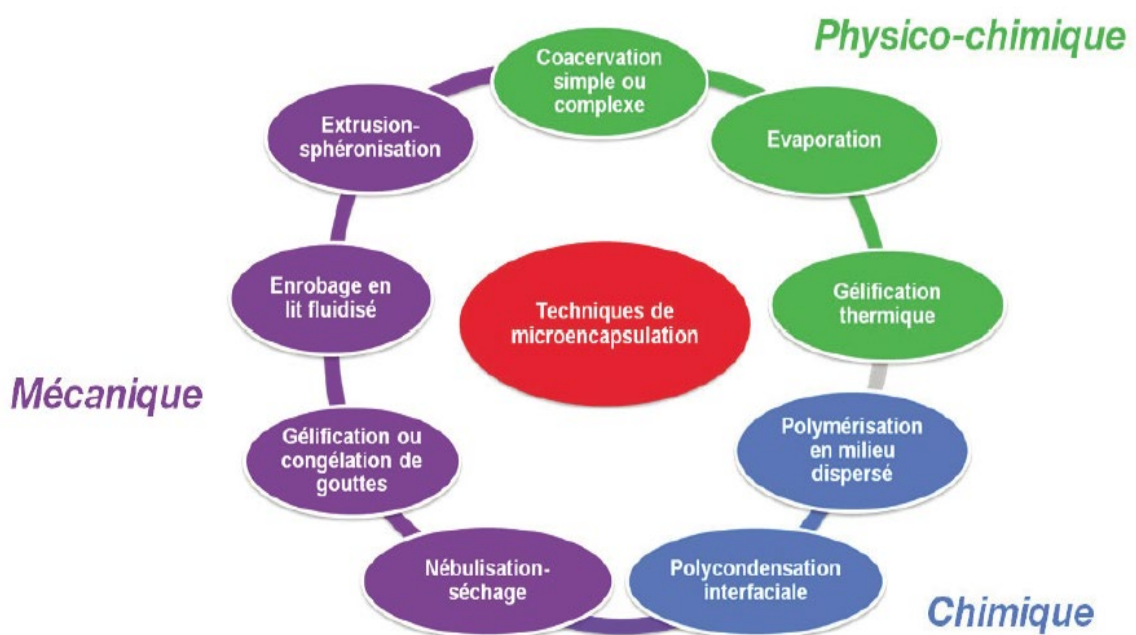 Physico-chimique
Coacervation
simple ou
complexe
Evaporation
Gélification
thermique
Polymérisation
en milieu
dispersé
Polycondensation
interfaciale
Chimique
Nébulisation-
séchage
Gélification ou
congélation de
gouttes
Mécanique
Enrobage en
lit fluidisé
Extrusion-
sphéronisation
Techniques de
microencapsulation